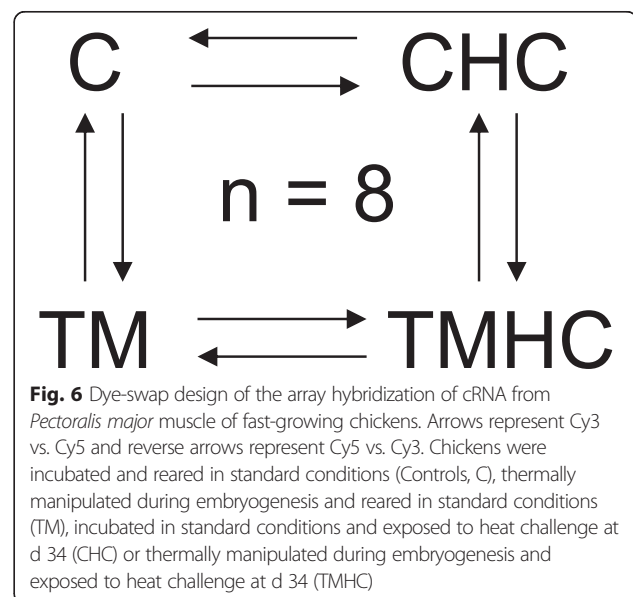 C CHC
n = 8
TM TMHC
Fig. 6 Dye-swap design of the array hybridization of cRNA from
Pectoralis major muscle of fast-growing chickens. Arrows represent Cy3
vs. Cy5 and reverse arrows represent Cy5 vs. Cy3. Chickens were
incubated and reared in standard conditions (Controls, C), thermally
manipulated during embryogenesis and reared in standard conditions
(TM), incubated in standard conditions and exposed to heat challenge at
d 34 (CHC) or thermally manipulated during embryogenesis and
exposed to heat challenge at d 34 (TMHC)